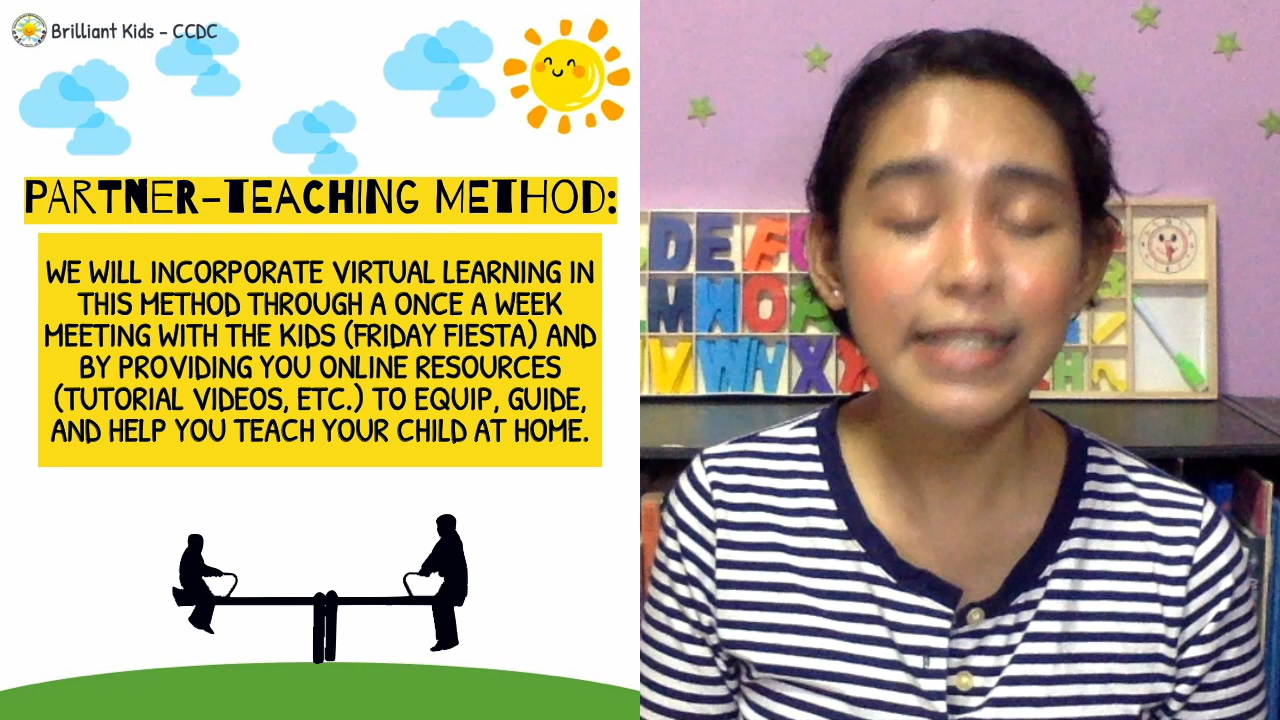 Brilliant Kids - CCDC
PARTNER-TEACHING METHOD:
WE WILL INCORPORATE VIRTUAL LEARNING IN
THIS METHOD THROUGH A ONCE A WEEK
MEETING WITH THE KIDS (FRIDAY FIESTA) AND
BY PROVIDING YOU ONLINE RESOURCES
(TUTORIAL VIDEOS, ETC.) TO EQUIP, GUIDE,
AND HELP YOU TEACH YOUR CHILD AT HOME.
D E F
M N O P
V W X X